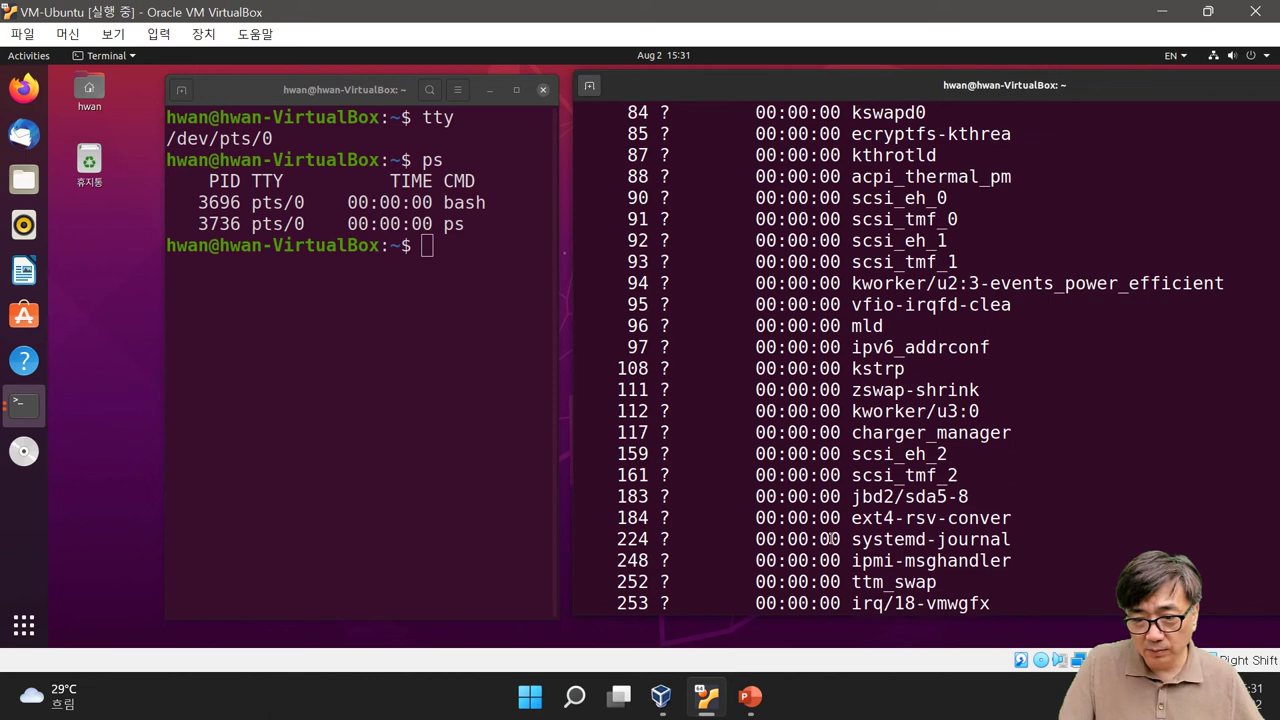 VM-Ubuntu [실행 중] - Oracle VM VirtualBox
파일 머신 보기 입력 장치 도움말
Activities Terminal Aug 2 15:31 EN
hwan
휴지통
hwan@hwan-VirtualBox: ~
hwan@hwan-VirtualBox:~$ tty
/dev/pts/0
hwan@hwan-VirtualBox:~$ ps
PID TTY TIME CMD
3696 pts/0 00:00:00 bash
3736 pts/0 00:00:00 ps
hwan@hwan-VirtualBox:~$
hwan@hwan-VirtualBox: ~
84 ? 00:00:00 kswapd0
85 ? 00:00:00 ecryptfs-kthrea
87 ? 00:00:00 kthrotld
88 ? 00:00:00 acpi_thermal_pm
90 ? 00:00:00 scsi_eh_0
91 ? 00:00:00 scsi_tmf_0
92 ? 00:00:00 scsi_eh_1
93 ? 00:00:00 scsi_tmf_1
94 ? 00:00:00 kworker/u2:3-events_power_efficient
95 ? 00:00:00 vfio-irqfd-clea
96 ? 00:00:00 mld
97 ? 00:00:00 ipv6_addrconf
108 ? 00:00:00 kstrp
111 ? 00:00:00 zswap-shrink
112 ? 00:00:00 kworker/u3:0
117 ? 00:00:00 charger_manager
159 ? 00:00:00 scsi_eh_2
161 ? 00:00:00 scsi_tmf_2
183 ? 00:00:00 jbd2/sda5-8
184 ? 00:00:00 ext4-rsv-conver
224 ? 00:00:00 systemd-journal
248 ? 00:00:00 ipmi-msghandler
252 ? 00:00:00 ttm_swap
253 ? 00:00:00 irq/18-vmwgfx
Right Shift
29°C
흐림